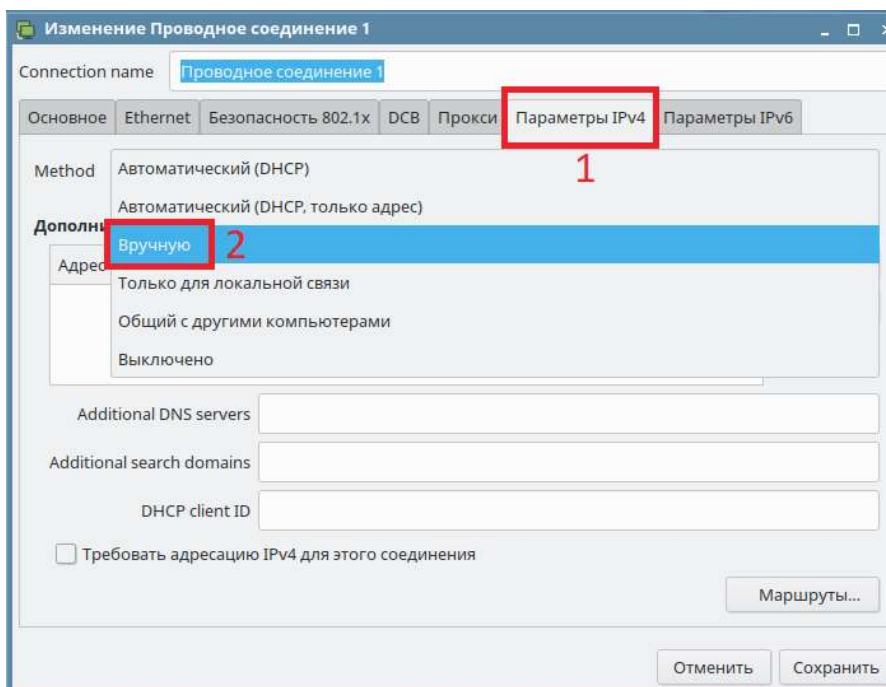 Изменение Проводное соединение 1
Connection name Проводное соединение 1
Основное Ethernet Безопасность 802.1x DCB Прокси Параметры IPv4 Параметры IPv6
1
Method Автоматический (DHCP)
Автоматический (DHCP, только адрес)
Дополни
Вручную 2
Адрес
Только для локальной связи
Общий с другими компьютерами
Выключено
Additional DNS servers
Additional search domains
DHCP client ID
Требовать адресацию IPv4 для этого соединения
Маршруты...
Отменить Сохранить